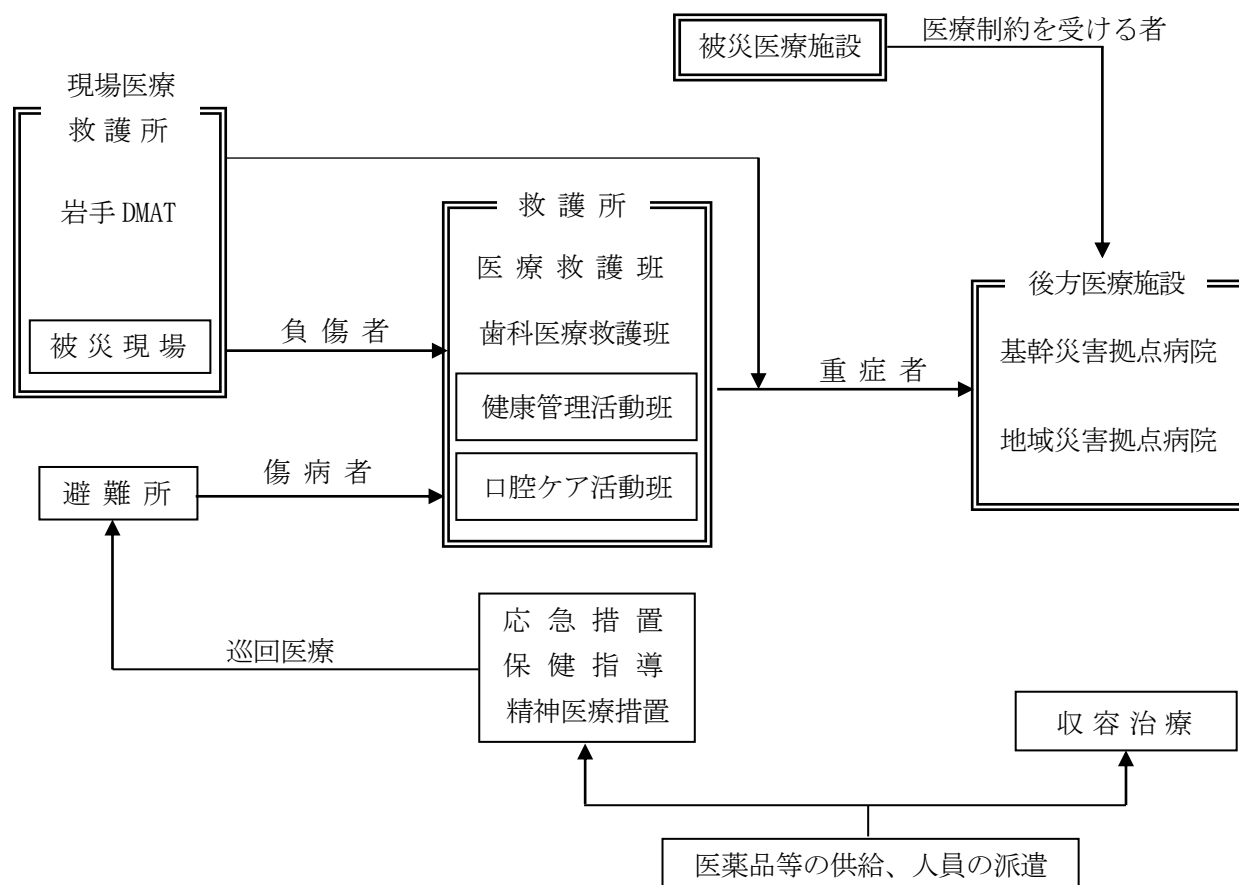 被災医療施設
医療制約を受ける者
現場医療
救護所
岩手 DMAT
被災現場
負傷者
救護所
医療救護班
歯科医療救護班
健康管理活動班
口腔ケア活動班
重症者
後方医療施設
基幹災害拠点病院
地域災害拠点病院
避難所
傷病者
巡回医療
応急措置
保健指導
精神医療措置
収容治療
医薬品等の供給、人員の派遣